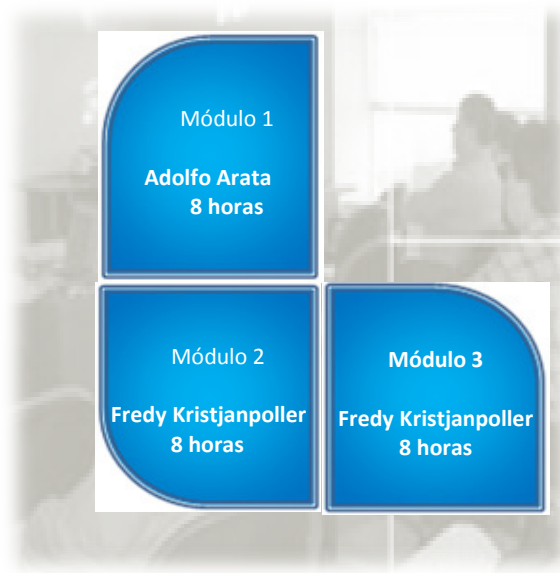 Módulo 1
Adolfo Arata
8 horas
Módulo 2
Fredy Kristjanpoller
8 horas
Módulo 3
Fredy Kristjanpoller
8 horas